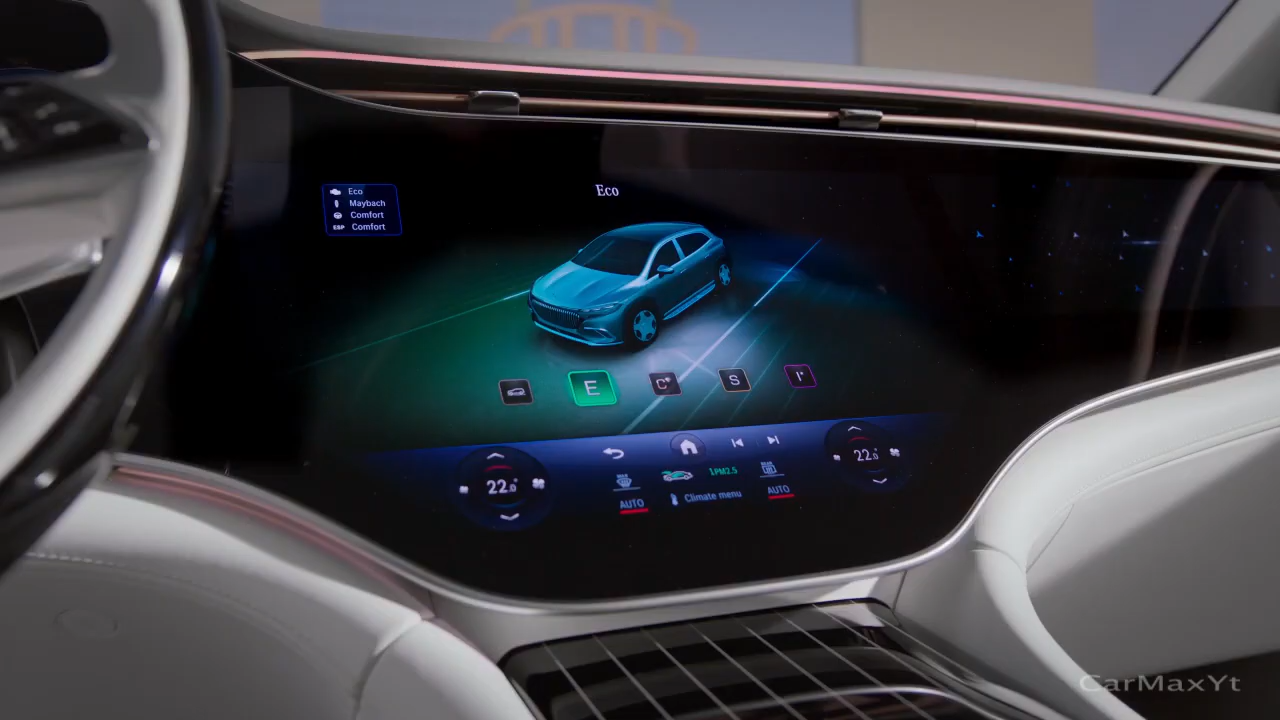 Eco
Eco
Maybach
Comfort
ESP Comfort
E
C
S
I
22.0°
22.0°
1PM2.5
AUTO
Climate menu
AUTO
CarMaxYt